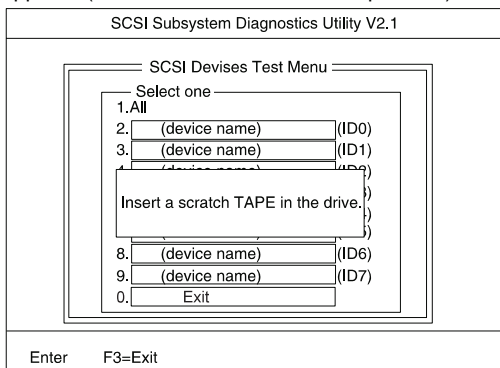 SCSI Subsystem Diagnostics Utility V2.1
SCSI Devises Test Menu
Select one
1.All
2. (device name) (ID0)
3. (device name) (ID1)
(ID2)
Insert a scratch TAPE in the drive.
8. (device name) (ID6)
9. (device name) (ID7)
0. Exit
Enter F3=Exit